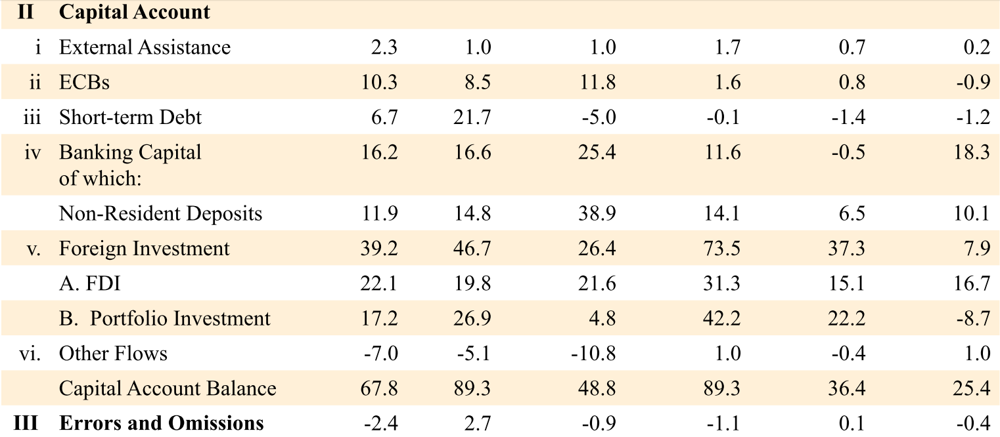 II Capital Account
i External Assistance 2.3 1.0 1.0 1.7 0.7 0.2
ii ECBs 10.3 8.5 11.8 1.6 0.8 -0.9
iii Short-term Debt 6.7 21.7 -5.0 -0.1 -1.4 -1.2
iv Banking Capital 16.2 16.6 25.4 11.6 -0.5 18.3
of which:
Non-Resident Deposits 11.9 14.8 38.9 14.1 6.5 10.1
v. Foreign Investment 39.2 46.7 26.4 73.5 37.3 7.9
A. FDI 22.1 19.8 21.6 31.3 15.1 16.7
B. Portfolio Investment 17.2 26.9 4.8 42.2 22.2 -8.7
vi. Other Flows -7.0 -5.1 -10.8 1.0 -0.4 1.0
Capital Account Balance 67.8 89.3 48.8 89.3 36.4 25.4
III Errors and Omissions -2.4 2.7 -0.9 -1.1 0.1 -0.4